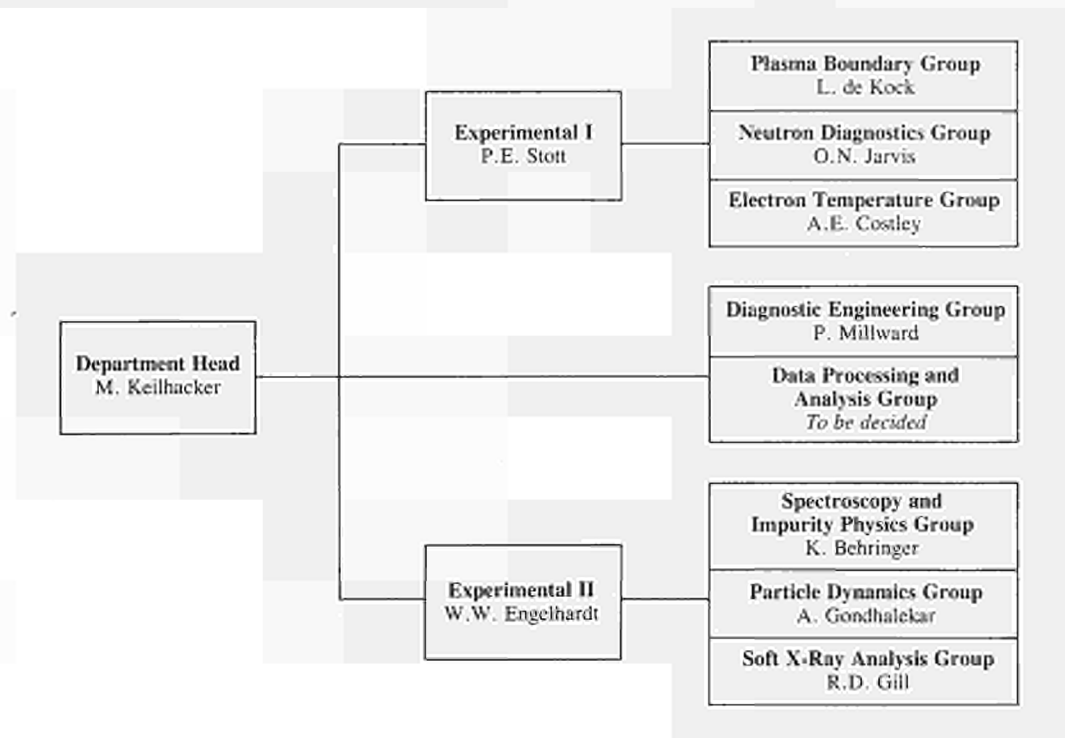 Department Head
M. Keilhacker
Experimental I
P.E. Stott
Plasma Boundary Group
L. de Kock
Neutron Diagnostics Group
O.N. Jarvis
Electron Temperature Group
A.E. Costley
Diagnostic Engineering Group
P. Millward
Data Processing and
Analysis Group
To be decided
Experimental II
W.W. Engelhardt
Spectroscopy and
Impurity Physics Group
K. Behringer
Particle Dynamics Group
A. Gondhalekar
Soft X-Ray Analysis Group
R.D. Gill